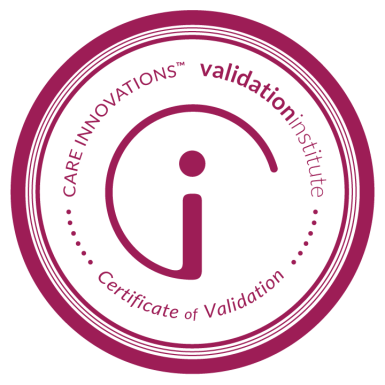 CARE INNOVATIONS™ validationinstitute
Certificate of Validation